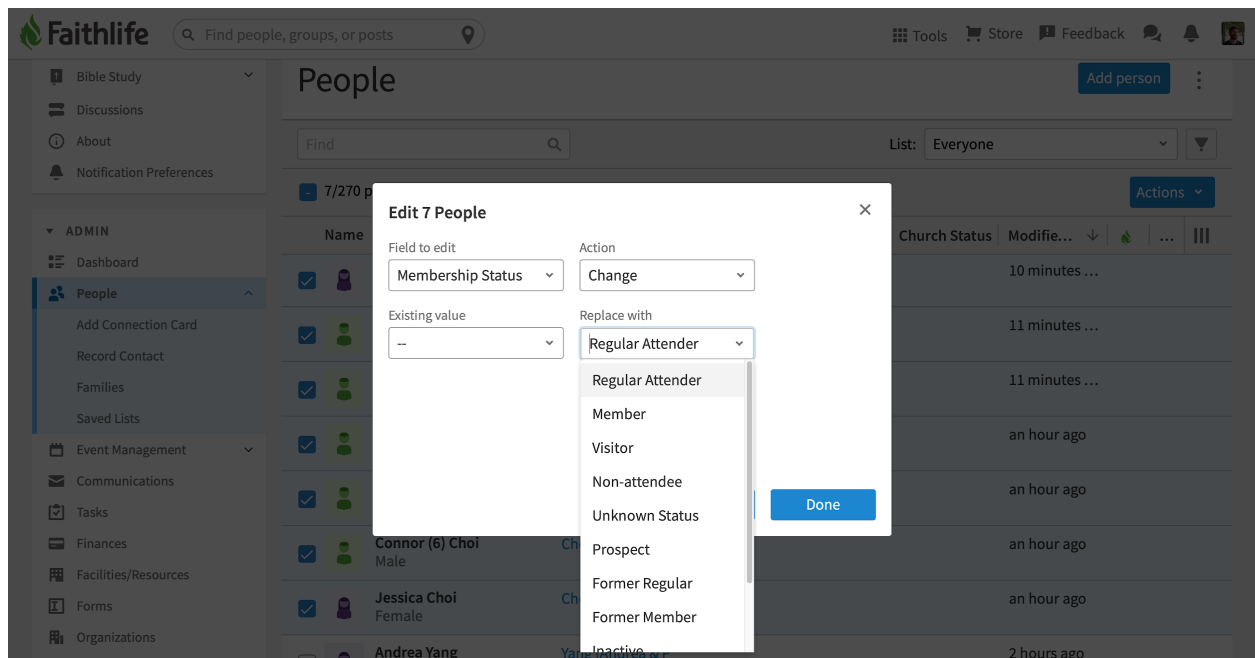 Faithlife
Find people, groups, or posts
Tools
Store
Feedback
Bible Study
Discussions
About
Notification Preferences
ADMIN
Dashboard
People
Add Connection Card
Record Contact
Families
Saved Lists
Event Management
Communications
Tasks
Finances
Facilities/Resources
Forms
Organizations
People
Add person
Find
List: Everyone
7/270 p
Actions
Name
Church Status
Modifie...
...
10 minutes ...
11 minutes ...
11 minutes ...
an hour ago
an hour ago
Connor (6) Choi
Male
Ch
an hour ago
Jessica Choi
Female
Ch
an hour ago
Andrea Yang
Yang (Andrea & P
2 hours ago
Edit 7 People
Field to edit
Membership Status
Action
Change
Existing value
--
Replace with
Regular Attender
Regular Attender
Member
Visitor
Non-attendee
Unknown Status
Prospect
Former Regular
Former Member
Inactive
Done